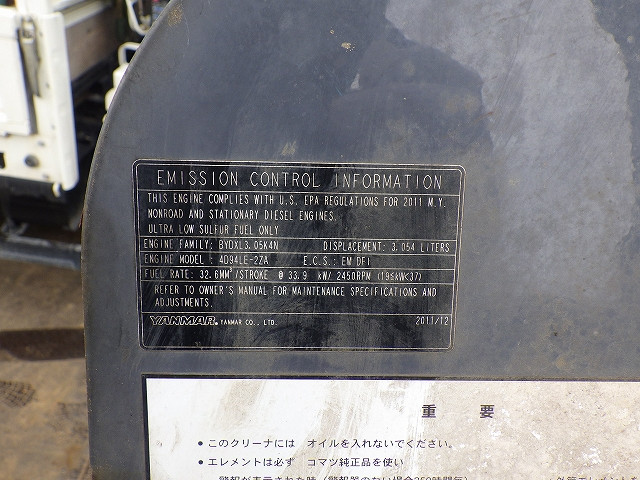 EMISSION CONTROL INFORMATION
THIS ENGINE COMPLIES WITH U.S. EPA REGULATIONS FOR 2011 M.Y.
NONROAD AND STATIONARY DIESEL ENGINES.
ULTRA LOW SULFUR FUEL ONLY
ENGINE FAMILY: BYDXL3.05K4N DISPLACEMENT: 3.054 LITERS
ENGINE MODEL : 4D94LE-2ZA E.C.S.: EM DFI
FUEL RATE: 32.6MM³/STROKE @ 33.9 kW/ 2450RPM (19≤kW<37)
REFER TO OWNER'S MANUAL FOR MAINTENANCE SPECIFICATIONS AND
ADJUSTMENTS.
YANMAR. YANMAR CO., LTD. 2011/12
重 要
●このクリーナには オイルを入れないでください。
●エレメントは必ず コマツ純正品を使い